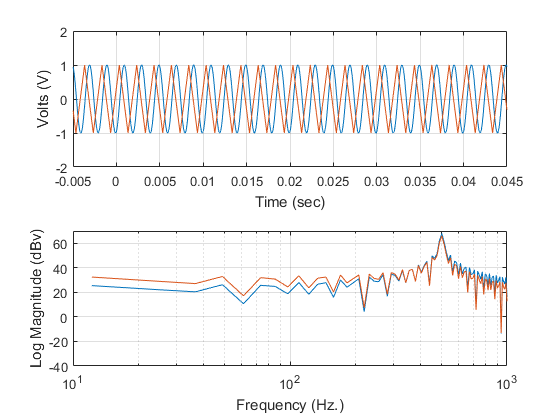 2
1
0
-1
-2
Volts (V)
-0.005 0 0.005 0.01 0.015 0.02 0.025 0.03 0.035 0.04 0.045
Time (sec)
60
40
20
0
-20
-40
Log Magnitude (dBv)
10^1 10^2 10^3
Frequency (Hz.)